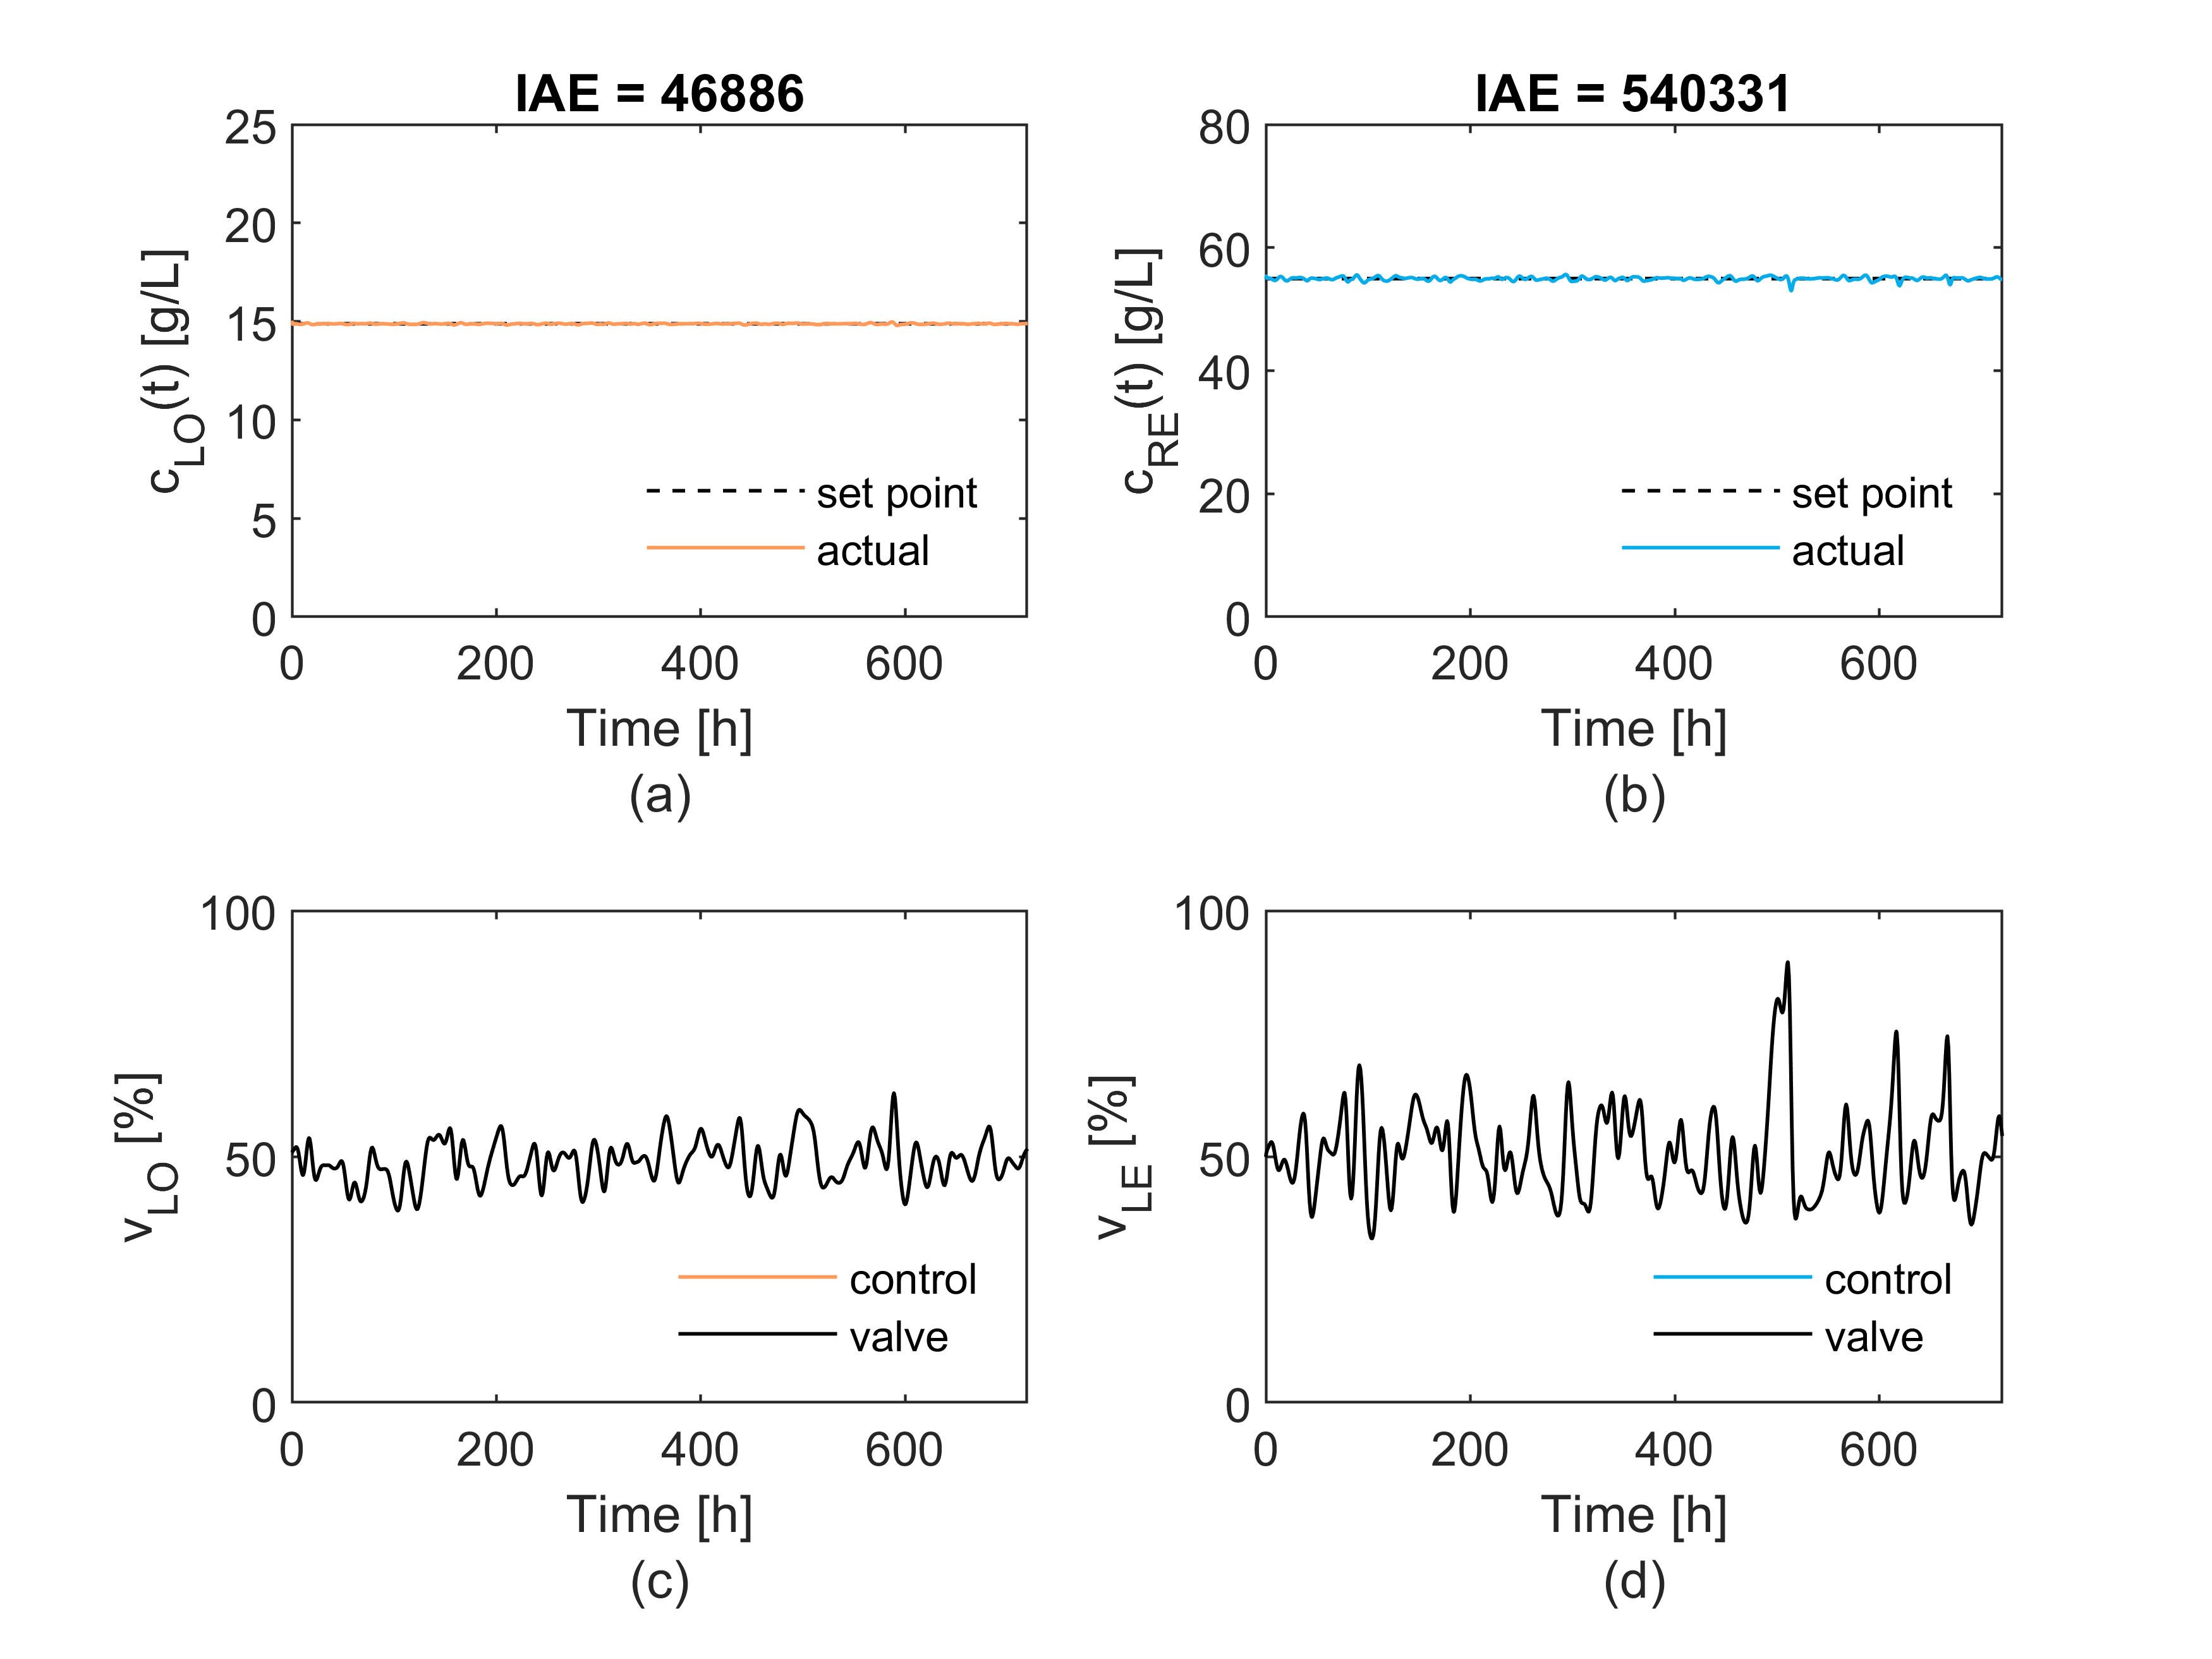 IAE = 46886
25
20
15
10
5
0
c_LO(t) [g/L]
set point
actual
0 200 400 600
Time [h]
(a)
IAE = 540331
80
60
40
20
0
c_RE(t) [g/L]
set point
actual
0 200 400 600
Time [h]
(b)
100
50
0
v_LO [%]
control
valve
0 200 400 600
Time [h]
(c)
100
50
0
v_LE [%]
control
valve
0 200 400 600
Time [h]
(d)